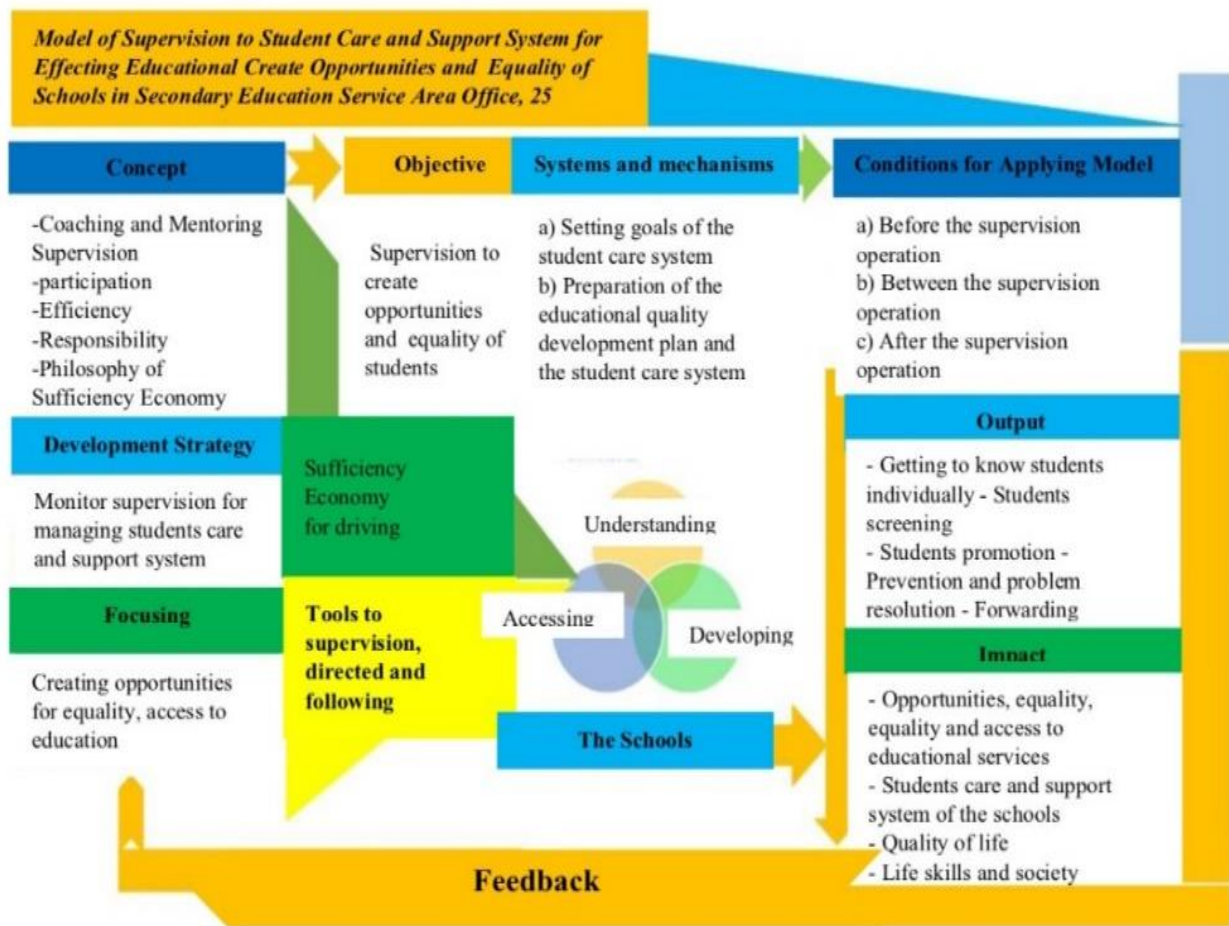 Model of Supervision to Student Care and Support System for
Effecting Educational Create Opportunities and Equality of
Schools in Secondary Education Service Area Office, 25
Concept
-Coaching and Mentoring
Supervision
-participation
-Efficiency
-Responsibility
-Philosophy of
Sufficiency Economy
Objective
Supervision to
create
opportunities
and equality of
students
Systems and mechanisms
a) Setting goals of the
student care system
b) Preparation of the
educational quality
development plan and
the student care system
Conditions for Applying Model
a) Before the supervision
operation
b) Between the supervision
operation
c) After the supervision
operation
Development Strategy
Monitor supervision for
managing students care
and support system
Sufficiency
Economy
for driving
Understanding
Accessing
Developing
Output
- Getting to know students
individually - Students
screening
- Students promotion -
Prevention and problem
resolution - Forwarding
Focusing
Creating opportunities
for equality, access to
education
Tools to
supervision,
directed and
following
The Schools
Impact
- Opportunities, equality,
equality and access to
educational services
- Students care and support
system of the schools
- Quality of life
- Life skills and society
Feedback